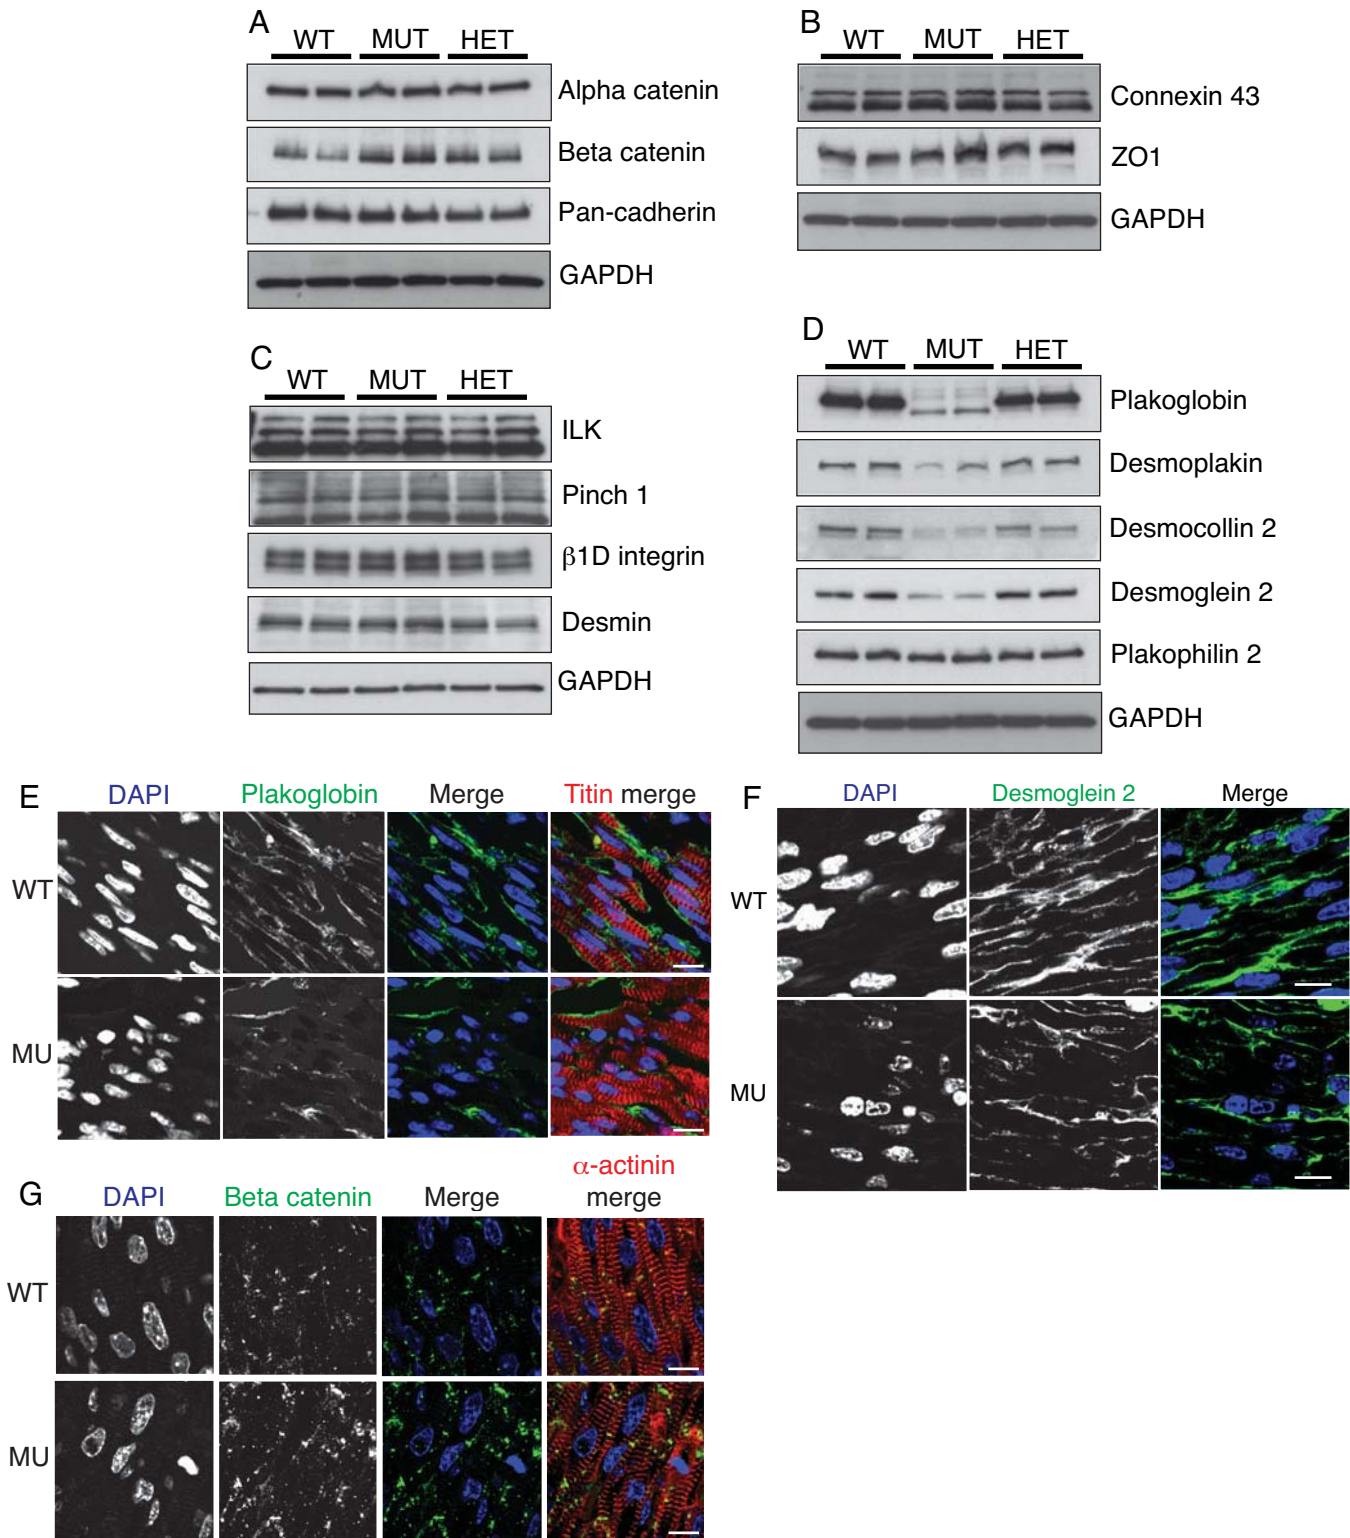 A
WT MUT HET
Alpha catenin
Beta catenin
Pan-cadherin
GAPDH
B
WT MUT HET
Connexin 43
ZO1
GAPDH
C
WT MUT HET
ILK
Pinch 1
β1D integrin
Desmin
GAPDH
D
WT MUT HET
Plakoglobin
Desmoplakin
Desmocollin 2
Desmoglein 2
Plakophilin 2
GAPDH
E
DAPI Plakoglobin Merge Titin merge
WT
MU
F
DAPI Desmoglein 2 Merge
WT
MU
G
DAPI Beta catenin Merge α-actinin
merge
WT
MU